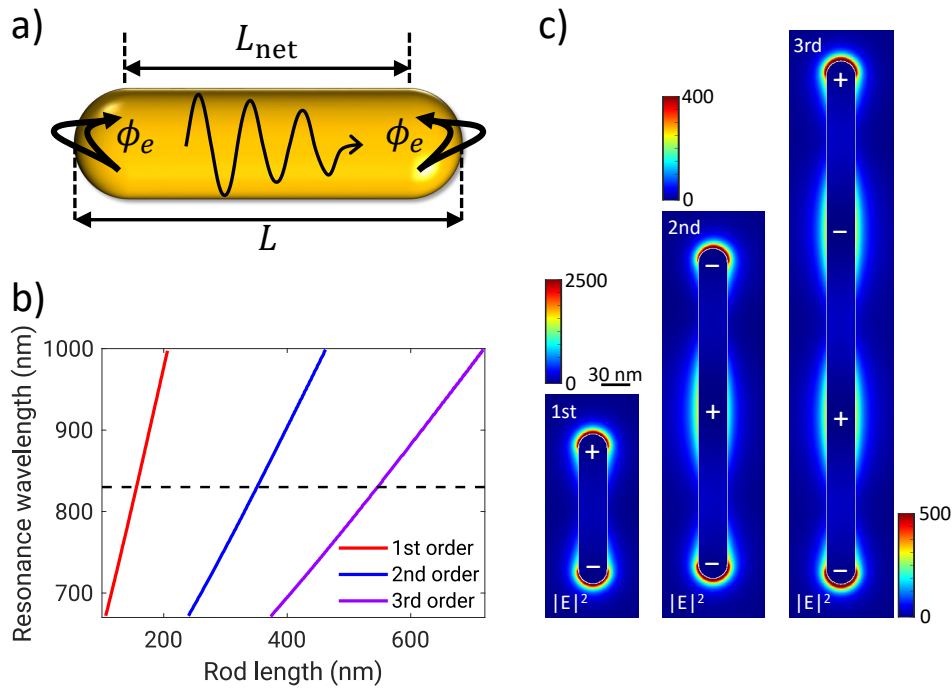 a)
L_net
ϕ_e
ϕ_e
L
b)
Resonance wavelength (nm)
1000
900
800
700
200
400
600
Rod length (nm)
1st order
2nd order
3rd order
c)
2500
0
30 nm
1st
+
−
|E|²
400
0
2nd
−
+
−
|E|²
3rd
+
−
+
−
|E|²
500
0